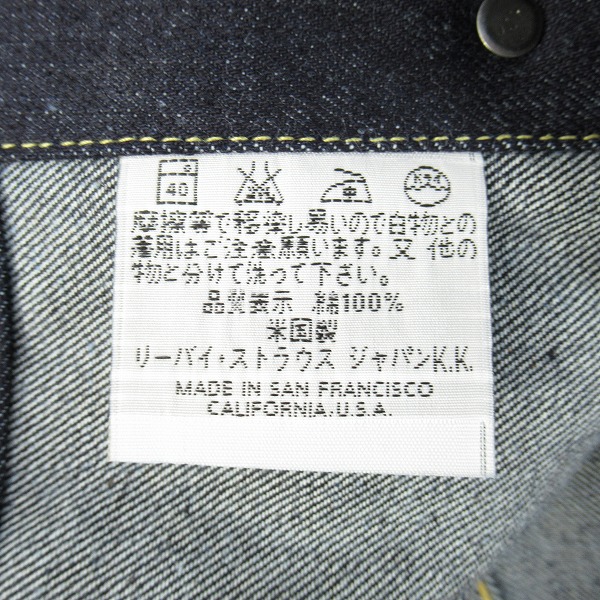 40
摩擦等で移染し易いので白物との
着用はご注意願います。又 他の
物と分けて洗って下さい。
品質表示 綿100%
米国製
リーバイ・ストラウス ジャパンK.K.
MADE IN SAN FRANCISCO
CALIFORNIA, U.S.A.